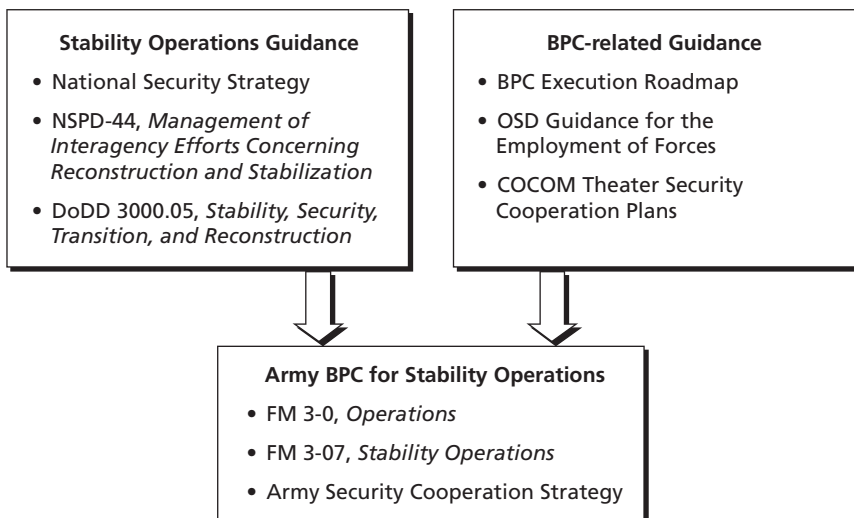 Stability Operations Guidance
• National Security Strategy
• NSPD-44, Management of
Interagency Efforts Concerning
Reconstruction and Stabilization
• DoDD 3000.05, Stability, Security,
Transition, and Reconstruction
BPC-related Guidance
• BPC Execution Roadmap
• OSD Guidance for the
Employment of Forces
• COCOM Theater Security
Cooperation Plans
Army BPC for Stability Operations
• FM 3-0, Operations
• FM 3-07, Stability Operations
• Army Security Cooperation Strategy